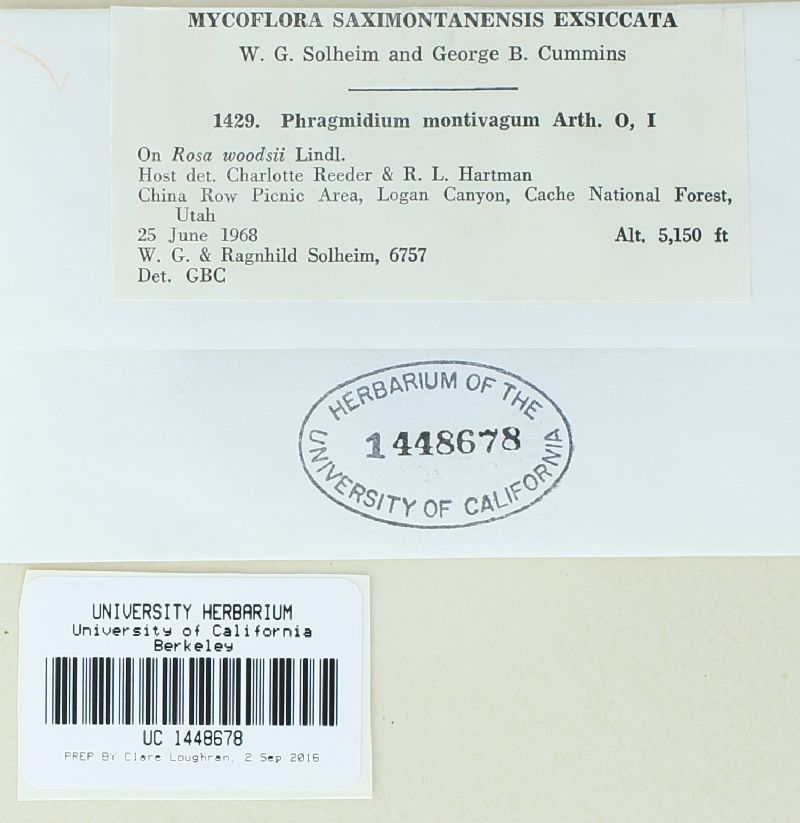 MYCOFLORA SAXIMONTANENSIS EXSICCATA
W. G. Solheim and George B. Cummins
1429. Phragmidium montivagum Arth. O, I
On Rosa woodsii Lindl.
Host det. Charlotte Reeder & R. L. Hartman
China Row Picnic Area, Logan Canyon, Cache National Forest,
Utah
25 June 1968 Alt. 5,150 ft
W. G. & Ragnhild Solheim, 6757
Det. GBC
HERBARIUM OF THE
1448678
UNIVERSITY OF CALIFORNIA
UNIVERSITY HERBARIUM
University of California
Berkeley
UC 1448678
PREP BY Clare Loughran, 2 Sep 2016